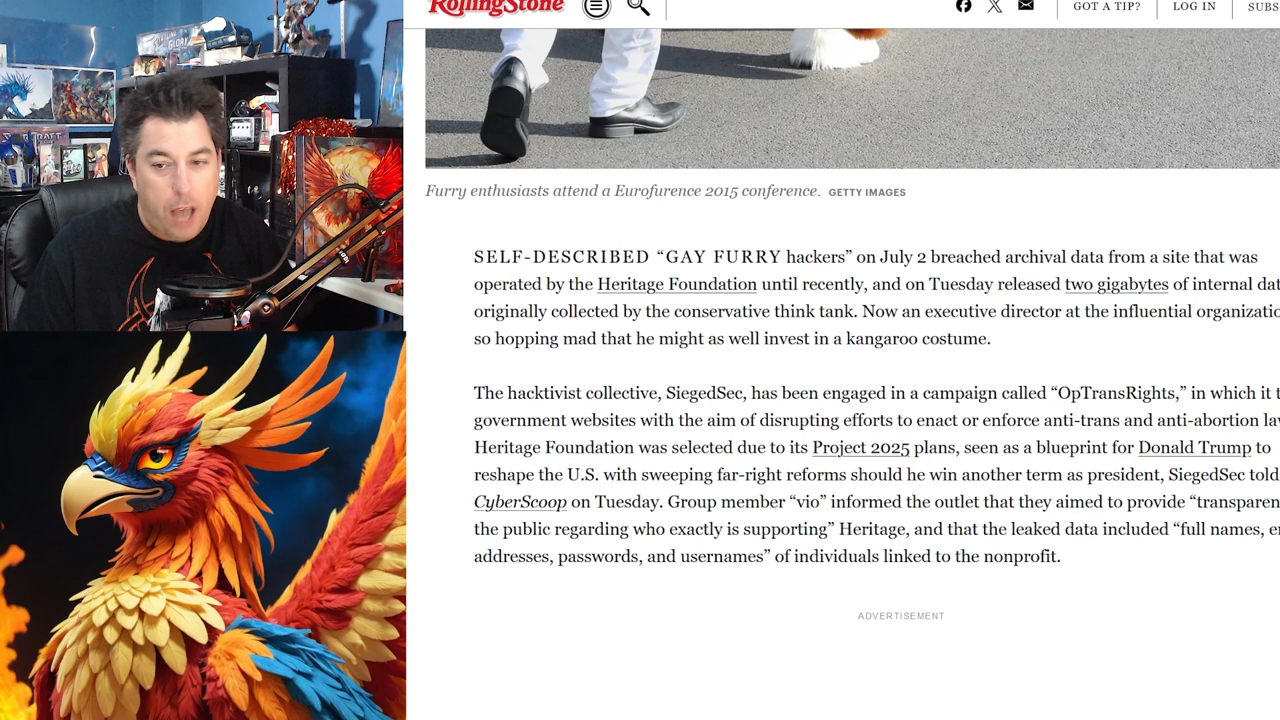 RollingStone
GOT A TIP?
LOG IN
SUBS
Furry enthusiasts attend a Eurofurence 2015 conference. GETTY IMAGES
SELF-DESCRIBED “GAY FURRY hackers” on July 2 breached archival data from a site that was
operated by the Heritage Foundation until recently, and on Tuesday released two gigabytes of internal dat
originally collected by the conservative think tank. Now an executive director at the influential organizatio
so hopping mad that he might as well invest in a kangaroo costume.
The hacktivist collective, SiegedSec, has been engaged in a campaign called “OpTransRights,” in which it t
government websites with the aim of disrupting efforts to enact or enforce anti-trans and anti-abortion la
Heritage Foundation was selected due to its Project 2025 plans, seen as a blueprint for Donald Trump to
reshape the U.S. with sweeping far-right reforms should he win another term as president, SiegedSec told
CyberScoop on Tuesday. Group member “vio” informed the outlet that they aimed to provide “transparen
the public regarding who exactly is supporting” Heritage, and that the leaked data included “full names, e
addresses, passwords, and usernames” of individuals linked to the nonprofit.
ADVERTISEMENT